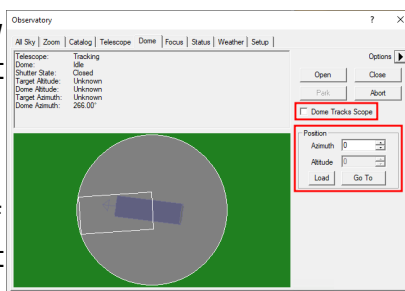 Observatory ? ×
All Sky Zoom Catalog Telescope Dome Focus Status Weather Setup
Telescope: Tracking
Dome: Idle
Shutter State: Closed
Target Altitude: Unknown
Dome Altitude: Unknown
Target Azimuth: Unknown
Dome Azimuth: 266.00°
Options
Open Close
Park Abort
Dome Tracks Scope
Position
Azimuth 0
Altitude 0
Load Go To